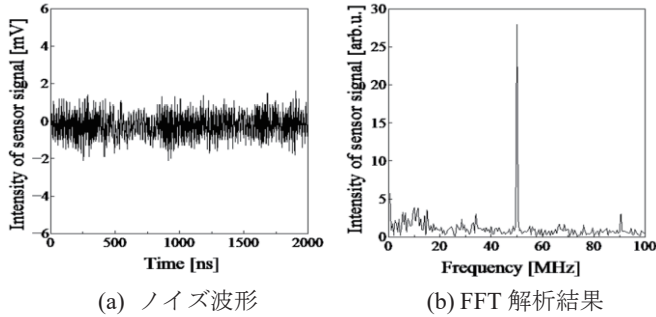 Intensity of sensor signal [mV]
6
4
2
0
−2
−4
−6
0 500 1000 1500 2000
Time [ns]
(a) ノイズ波形
Intensity of sensor signal [arb.u.]
30
25
20
15
10
5
0
0 20 40 60 80 100
Frequency [MHz]
(b) FFT 解析結果